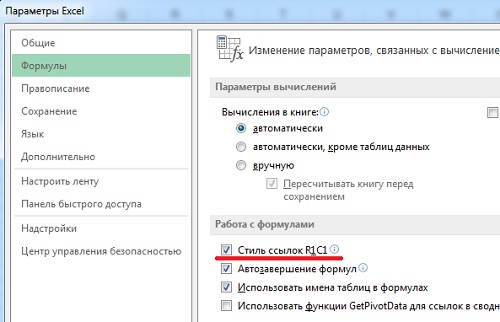 Параметры Excel
Общие
Формулы
Правописание
Сохранение
Язык
Дополнительно
Настроить ленту
Панель быстрого доступа
Надстройки
Центр управления безопасностью
Изменение параметров, связанных с вычисление
Параметры вычислений
Вычисления в книге:
автоматически
автоматически, кроме таблиц данных
вручную
Пересчитывать книгу перед
сохранением
Работа с формулами
Стиль ссылок R1C1
Автозавершение формул
Использовать имена таблиц в формулах
Использовать функции GetPivotData для ссылок в сводн